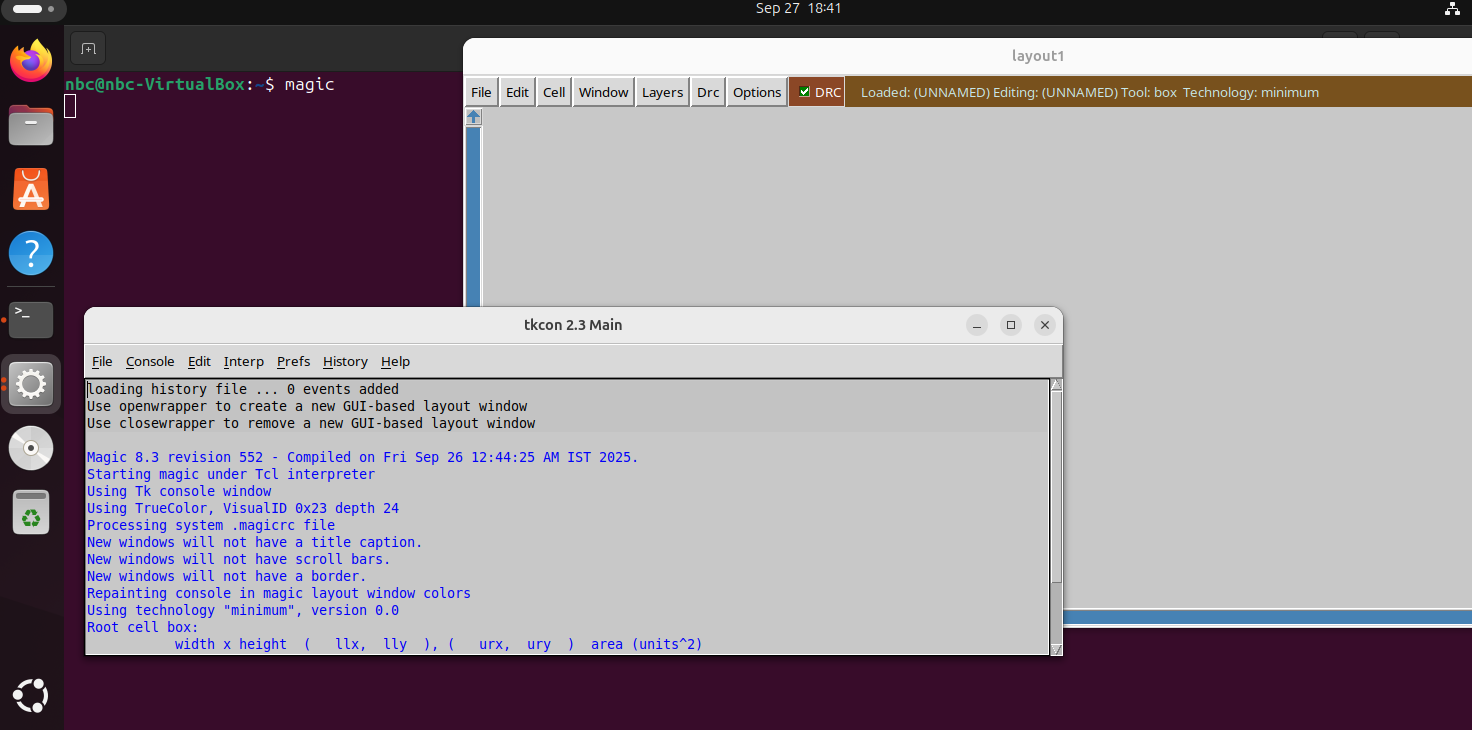 Sep 27 18:41
nbc@nbc-VirtualBox:~$ magic
layout1
File Edit Cell Window Layers Drc Options DRC Loaded: (UNNAMED) Editing: (UNNAMED) Tool: box Technology: minimum
tkcon 2.3 Main
File Console Edit Interp Prefs History Help
loading history file ... 0 events added
Use openwrapper to create a new GUI-based layout window
Use closewrapper to remove a new GUI-based layout window
Magic 8.3 revision 552 - Compiled on Fri Sep 26 12:44:25 AM IST 2025.
Starting magic under Tcl interpreter
Using Tk console window
Using TrueColor, VisualID 0x23 depth 24
Processing system .magicrc file
New windows will not have a title caption.
New windows will not have scroll bars.
New windows will not have a border.
Repainting console in magic layout window colors
Using technology "minimum", version 0.0
Root cell box:
width x height ( llx, lly ), ( urx, ury ) area (units^2)